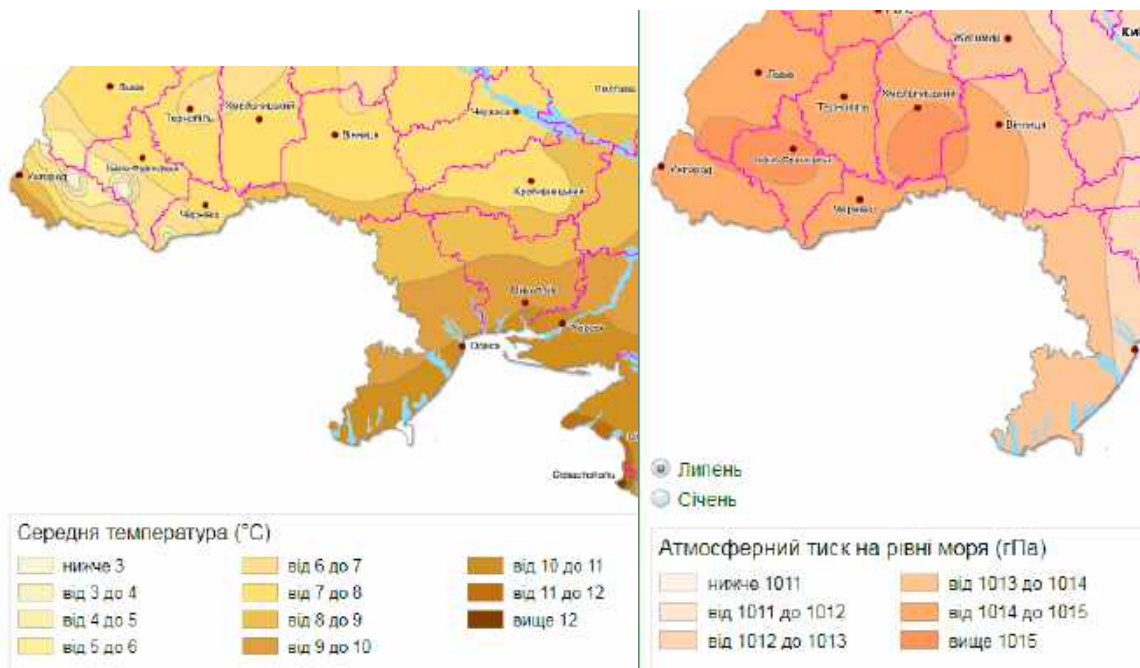 Львів
Тернопіль
Хмельницький
Вінниця
Черкаси
Полтава
Ужгород
Івано-Франківськ
Чернівці
Кропивницький
Миколаїв
Херсон
Одеса
Севастополь
Середня температура (°C)
нижче 3
від 3 до 4
від 4 до 5
від 5 до 6
від 6 до 7
від 7 до 8
від 8 до 9
від 9 до 10
від 10 до 11
від 11 до 12
вище 12
Житомир
Киї
Львів
Тернопіль
Хмельницький
Вінниця
Івано-Франківськ
Ужгород
Чернівці
Липень
Січень
Атмосферний тиск на рівні моря (гПа)
нижче 1011
від 1011 до 1012
від 1012 до 1013
від 1013 до 1014
від 1014 до 1015
вище 1015